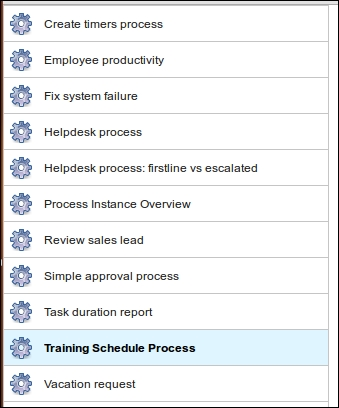 Create timers process
Employee productivity
Fix system failure
Helpdesk process
Helpdesk process: firstline vs escalated
Process Instance Overview
Review sales lead
Simple approval process
Task duration report
Training Schedule Process
Vacation request